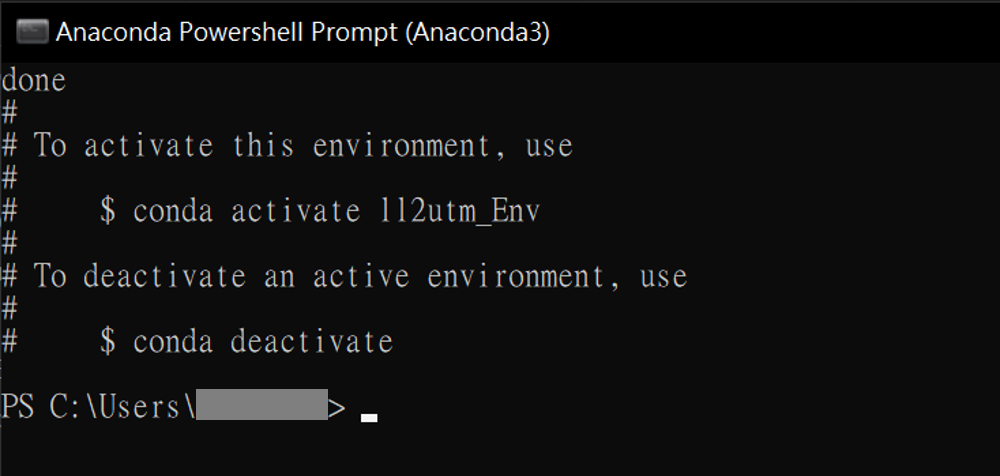 Anaconda Powershell Prompt (Anaconda3)
done
#
# To activate this environment, use
#
#     $ conda activate ll2utm_Env
#
# To deactivate an active environment, use
#
#     $ conda deactivate
PS C:\Users\ >